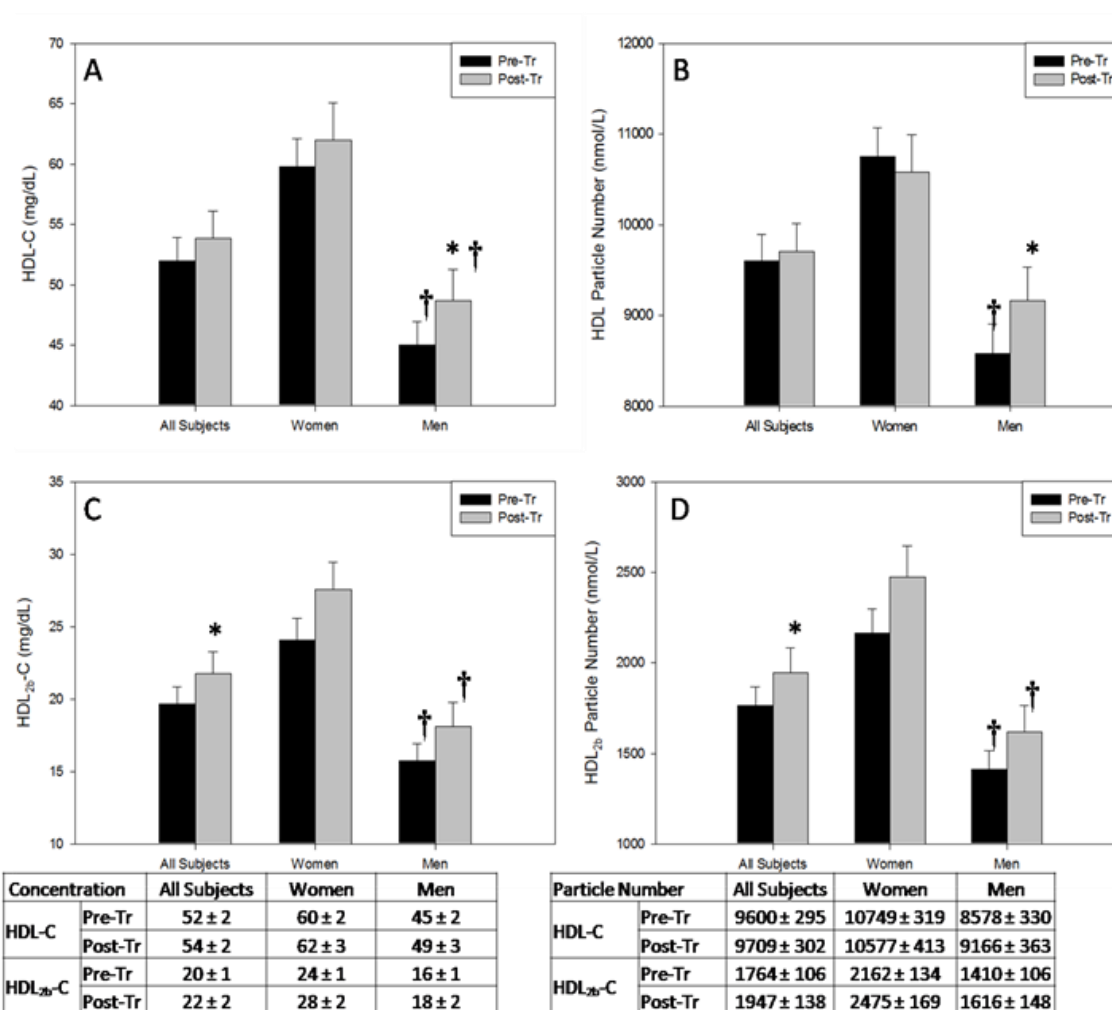 A
Pre-Tr
Post-Tr
HDL-C (mg/dL)
70
65
60
55
50
45
40
* †
†
All Subjects Women Men
B
Pre-Tr
Post-Tr
HDL Particle Number (nmol/L)
12000
11000
10000
9000
8000
*
†
All Subjects Women Men
C
Pre-Tr
Post-Tr
HDL2b-C (mg/dL)
35
30
25
20
15
10
*
† †
All Subjects Women Men
D
Pre-Tr
Post-Tr
HDL2b Particle Number (nmol/L)
3000
2500
2000
1500
1000
*
† †
All Subjects Women Men
Concentration All Subjects Women Men
HDL-C Pre-Tr 52 ± 2 60 ± 2 45 ± 2
Post-Tr 54 ± 2 62 ± 3 49 ± 3
HDL2b-C Pre-Tr 20 ± 1 24 ± 1 16 ± 1
Post-Tr 22 ± 2 28 ± 2 18 ± 2
Particle Number All Subjects Women Men
HDL-C Pre-Tr 9600 ± 295 10749 ± 319 8578 ± 330
Post-Tr 9709 ± 302 10577 ± 413 9166 ± 363
HDL2b-C Pre-Tr 1764 ± 106 2162 ± 134 1410 ± 106
Post-Tr 1947 ± 138 2475 ± 169 1616 ± 148